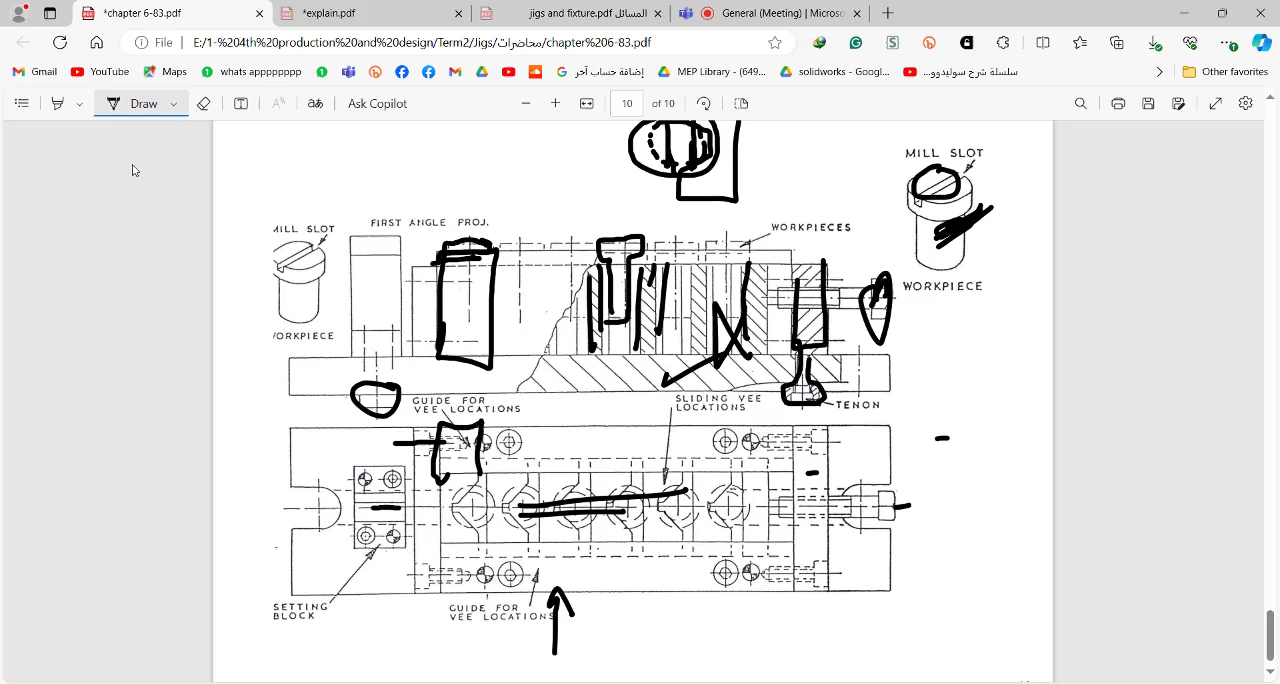 *chapter 6-83.pdf
*explain.pdf
jigs and fixture.pdf المسائل
General (Meeting) | Microso
File
E:/1-%204th%20production%20and%20design/Term2/Jigs/محاضرات/chapter%206-83.pdf
Gmail
YouTube
Maps
whats apppppppp
إضافة حساب آخر
MEP Library - (649...
solidworks - Googl...
سلسلة شرح سوليدوو...
Other favorites
Draw
Ask Copilot
10
of 10
MILL SLOT
FIRST ANGLE PROJ.
WORKPIECES
MILL SLOT
WORKPIECE
WORKPIECE
GUIDE FOR
VEE LOCATIONS
SLIDING VEE
LOCATIONS
TENON
SETTING
BLOCK
GUIDE FOR
VEE LOCATIONS